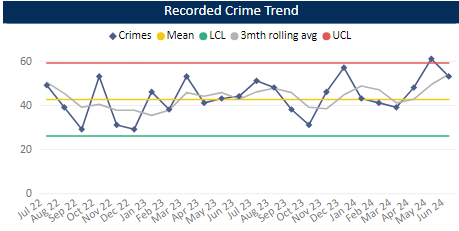 Recorded Crime Trend
Crimes Mean LCL 3mth rolling avg UCL
60
40
20
0
Jul 22
Aug 22
Sep 22
Oct 22
Nov 22
Dec 22
Jan 23
Feb 23
Mar 23
Apr 23
May 23
Jun 23
Jul 23
Aug 23
Sep 23
Oct 23
Nov 23
Dec 23
Jan 24
Feb 24
Mar 24
Apr 24
May 24
Jun 24